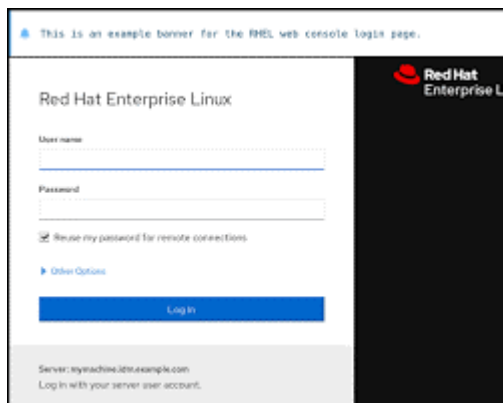 This is an example banner for the RHEL web console login page.
Red Hat
Enterprise L
Red Hat Enterprise Linux
User name
Password
Reuse my password for remote connections
Other Options
Log In
Server: mymachine.idm.example.com
Log in with your server user account.